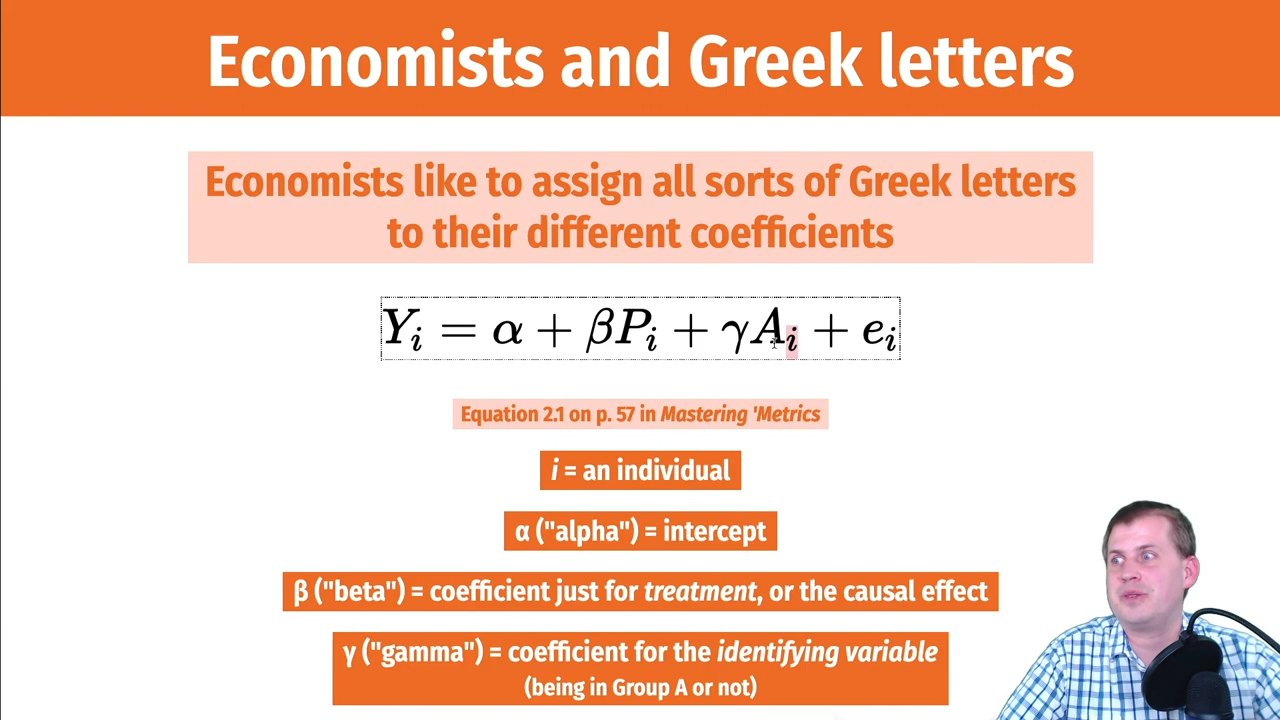 Economists and Greek letters
Economists like to assign all sorts of Greek letters
to their different coefficients
Yᵢ = α + βPᵢ + γAᵢ + eᵢ
Equation 2.1 on p. 57 in Mastering 'Metrics
i = an individual
α ("alpha") = intercept
β ("beta") = coefficient just for treatment, or the causal effect
γ ("gamma") = coefficient for the identifying variable
(being in Group A or not)